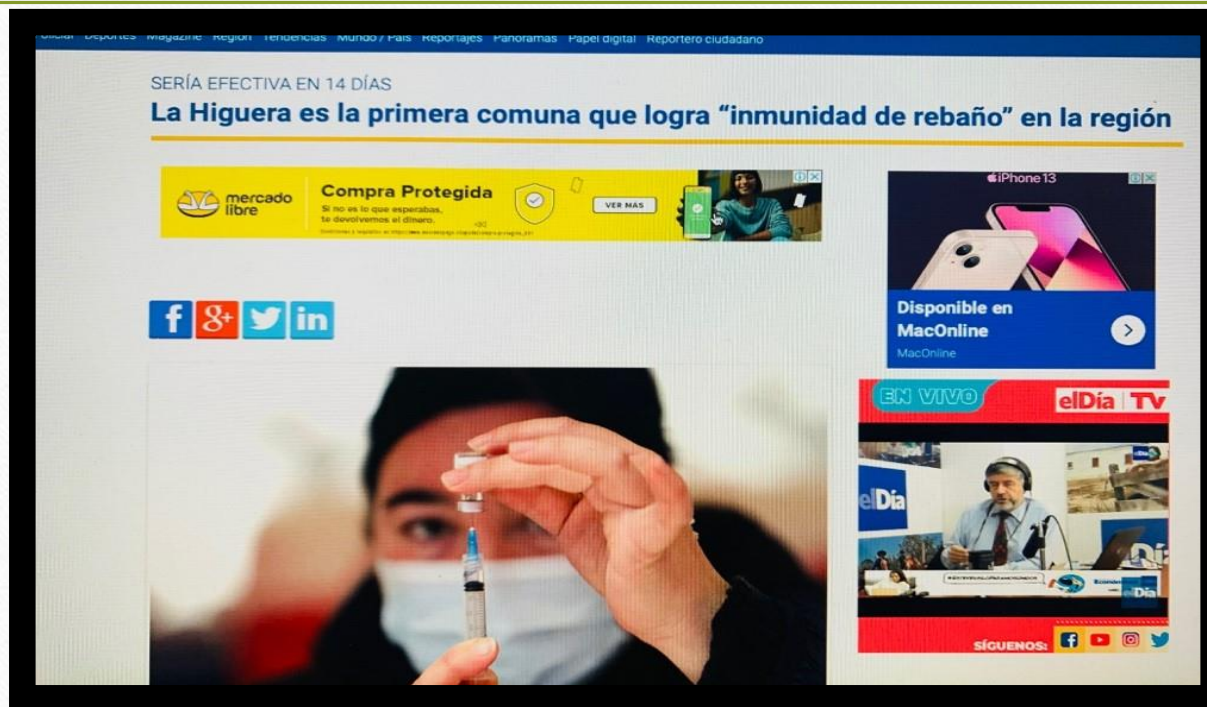 Deportes Magazine Región Tendencias Mundo / País Reportajes Panoramas Papel digital Reportero ciudadano
SERÍA EFECTIVA EN 14 DÍAS
La Higuera es la primera comuna que logra “inmunidad de rebaño” en la región
mercado
libre
Compra Protegida
Si no es lo que esperabas,
te devolvemos el dinero.
VER MÁS
iPhone 13
Disponible en
MacOnline
MacOnline
f g+ in
EN VIVO
elDía TV
elDía
elDía
SÍGUENOS: